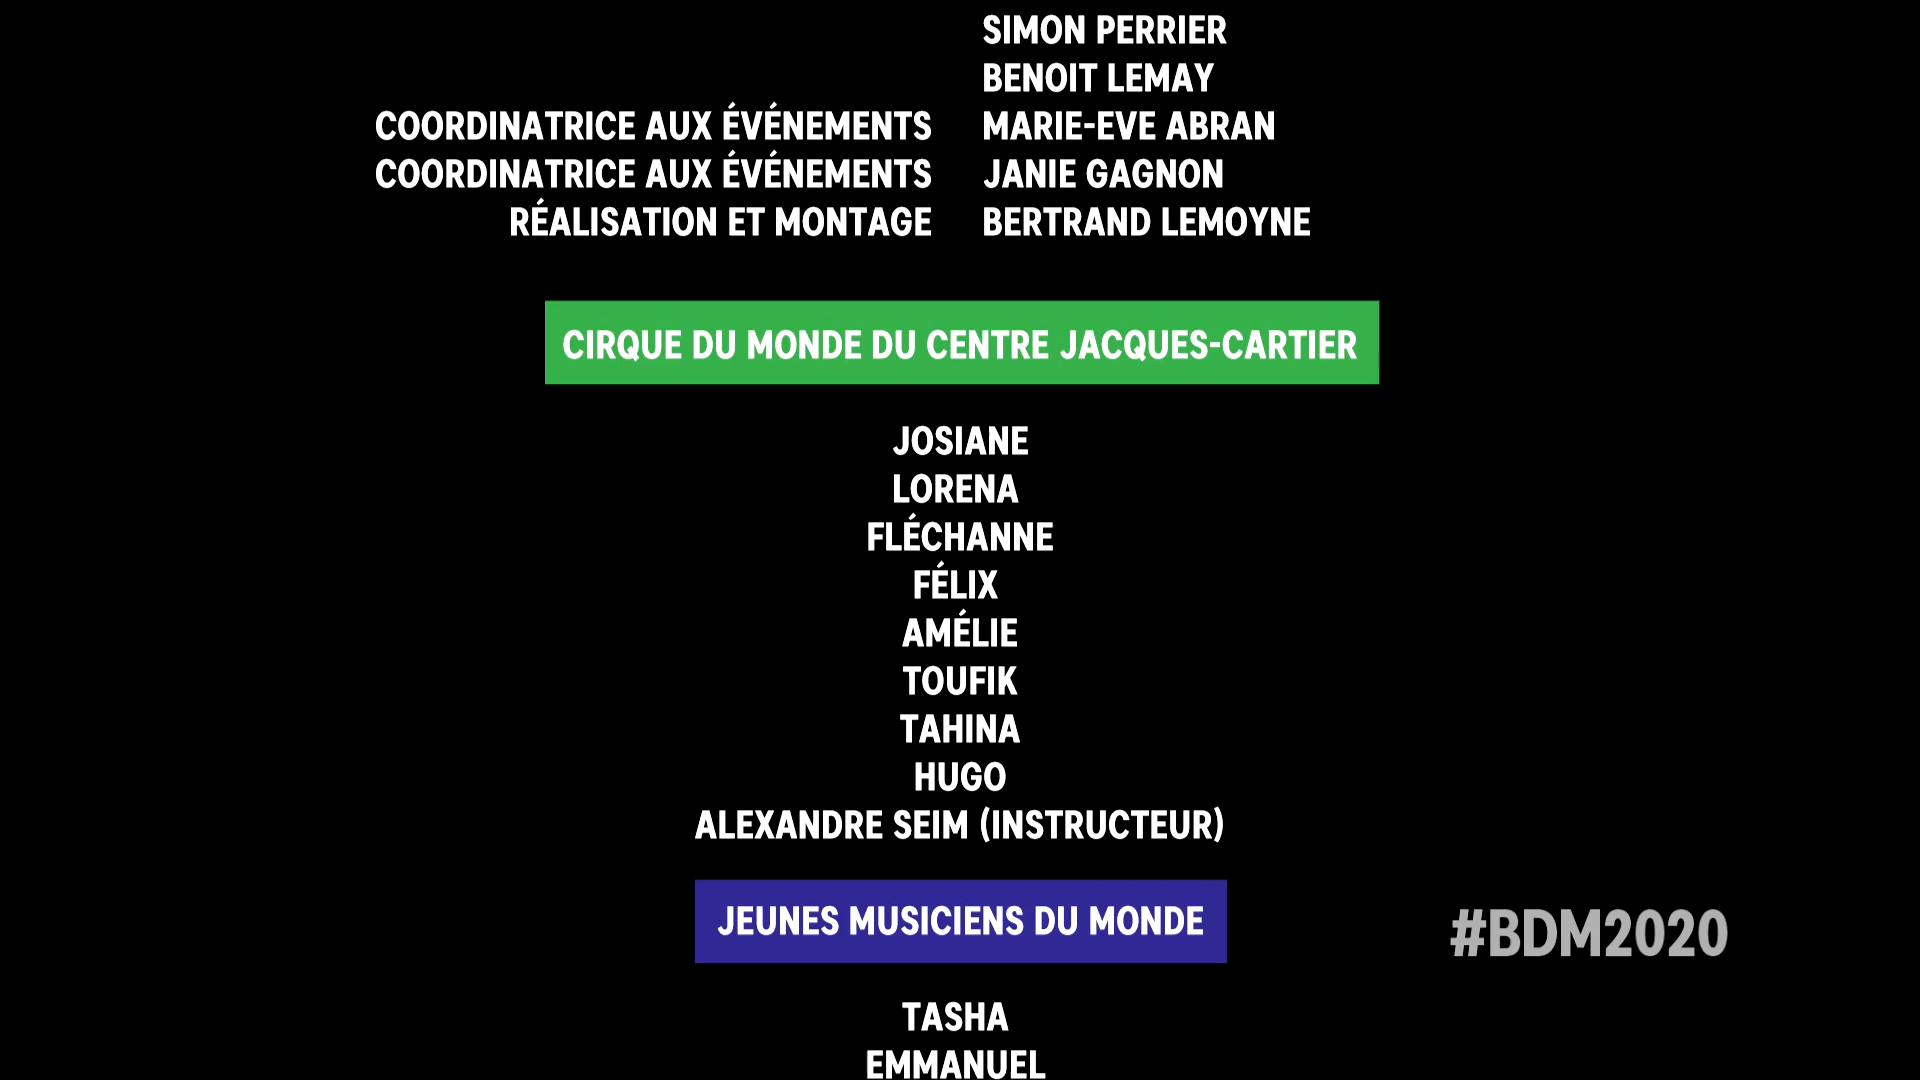 SIMON PERRIER
BENOIT LEMAY
COORDINATRICE AUX ÉVÉNEMENTS MARIE-EVE ABRAN
COORDINATRICE AUX ÉVÉNEMENTS JANIE GAGNON
RÉALISATION ET MONTAGE BERTRAND LEMOYNE
CIRQUE DU MONDE DU CENTRE JACQUES-CARTIER
JOSIANE
LORENA
FLÉCHANNE
FÉLIX
AMÉLIE
TOUFIK
TAHINA
HUGO
ALEXANDRE SEIM (INSTRUCTEUR)
JEUNES MUSICIENS DU MONDE
#BDM2020
TASHA
EMMANUEL